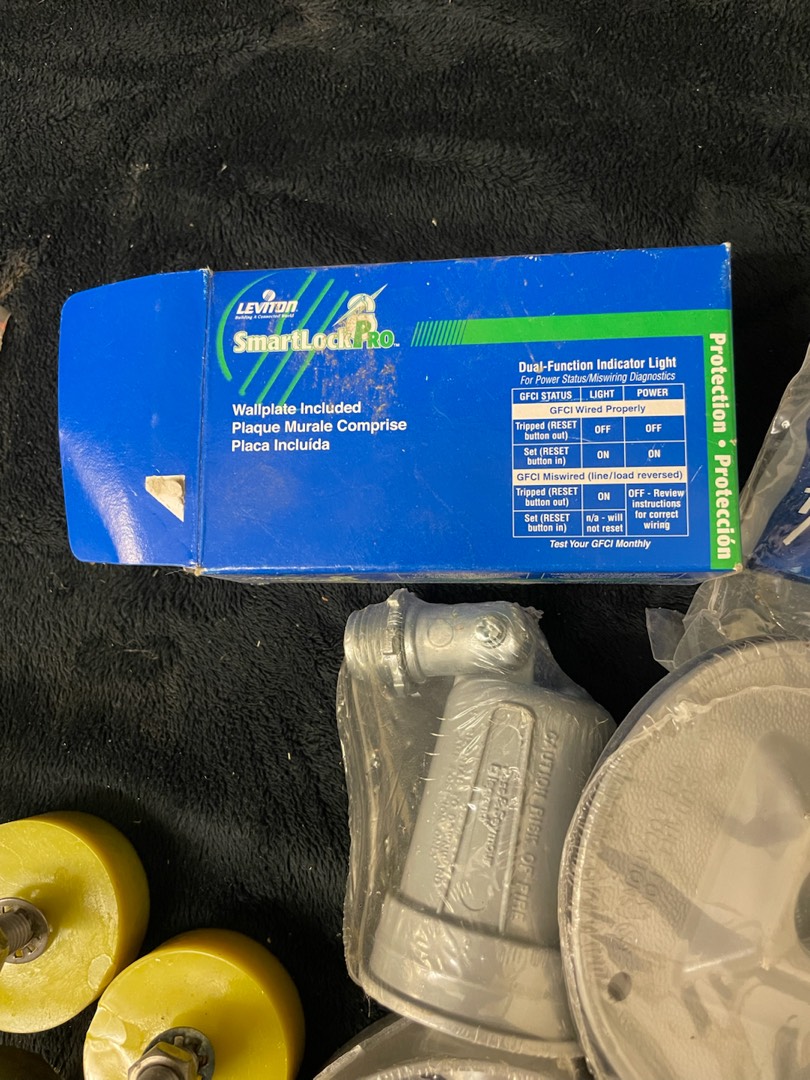 LEVITON
Building A Connected World
SmartLockPRO™
Wallplate Included
Plaque Murale Comprise
Placa Incluída
Dual-Function Indicator Light
For Power Status/Miswiring Diagnostics
GFCI STATUS LIGHT POWER
GFCI Wired Properly
Tripped (RESET button out) OFF OFF
Set (RESET button in) ON ON
GFCI Miswired (line/load reversed)
Tripped (RESET button out) ON OFF - Review instructions for correct wiring
Set (RESET button in) n/a - will not reset
Test Your GFCI Monthly
Protection • Protección
CAUTION RISK OF FIRE